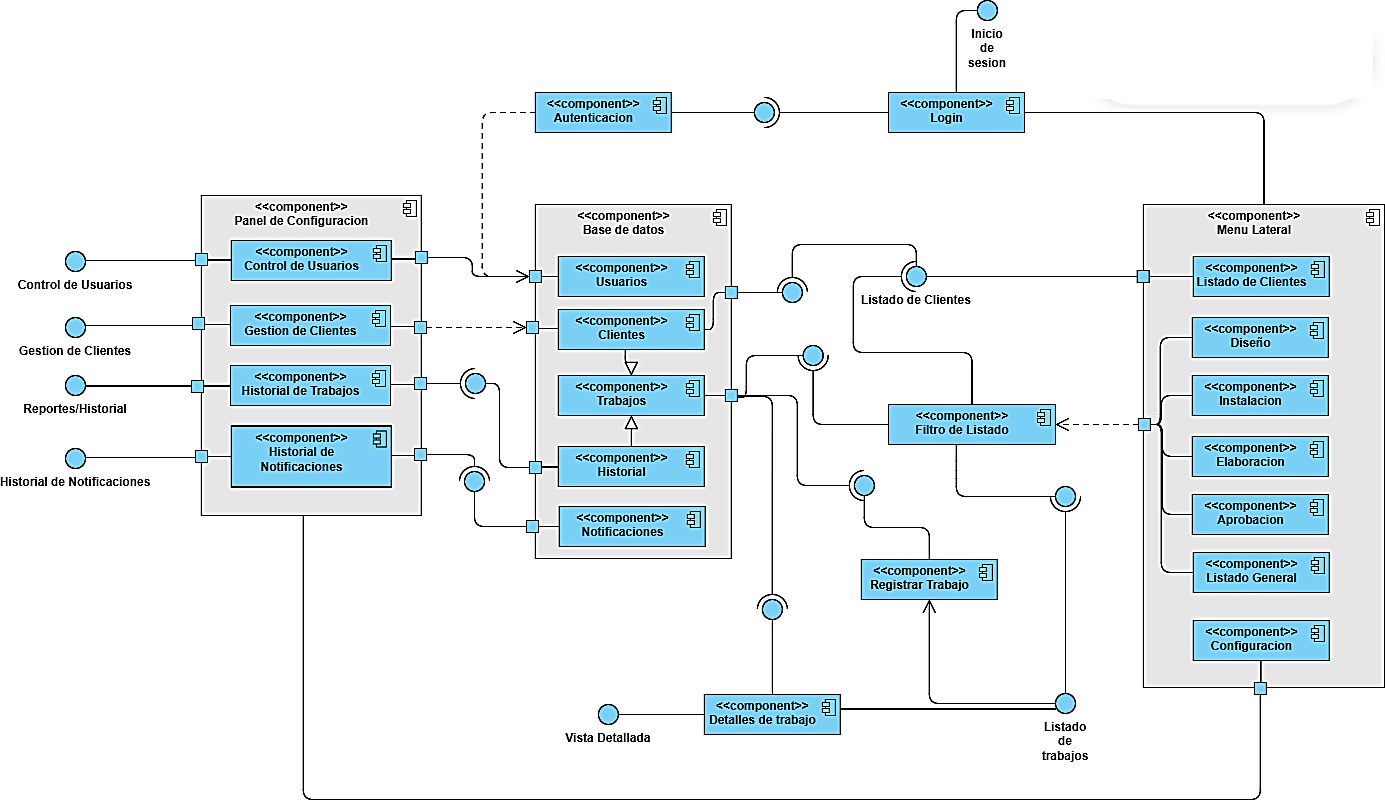 Inicio
de
sesion
<<component>>
Autenticacion
<<component>>
Login
<<component>>
Panel de Configuracion
<<component>>
Control de Usuarios
<<component>>
Gestion de Clientes
<<component>>
Historial de Trabajos
<<component>>
Historial de
Notificaciones
Control de Usuarios
Gestion de Clientes
Reportes/Historial
Historial de Notificaciones
<<component>>
Base de datos
<<component>>
Usuarios
<<component>>
Clientes
<<component>>
Trabajos
<<component>>
Historial
<<component>>
Notificaciones
Listado de Clientes
<<component>>
Filtro de Listado
<<component>>
Registrar Trabajo
<<component>>
Detalles de trabajo
Vista Detallada
Listado
de
trabajos
<<component>>
Menu Lateral
<<component>>
Listado de Clientes
<<component>>
Diseño
<<component>>
Instalacion
<<component>>
Elaboracion
<<component>>
Aprobacion
<<component>>
Listado General
<<component>>
Configuracion